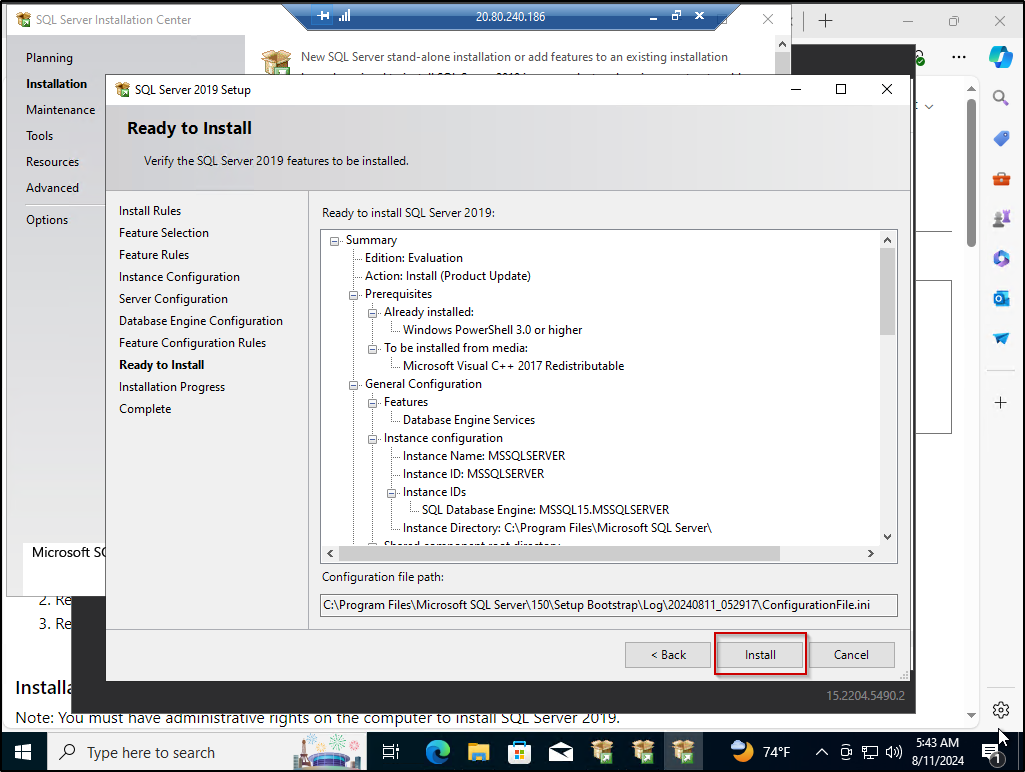 SQL Server Installation Center
20.80.240.186
Planning
Installation
Maintenance
Tools
Resources
Advanced
Options
New SQL Server stand-alone installation or add features to an existing installation
SQL Server 2019 Setup
Ready to Install
Verify the SQL Server 2019 features to be installed.
Install Rules
Feature Selection
Feature Rules
Instance Configuration
Server Configuration
Database Engine Configuration
Feature Configuration Rules
Ready to Install
Installation Progress
Complete
Ready to install SQL Server 2019:
Summary
Edition: Evaluation
Action: Install (Product Update)
Prerequisites
Already installed:
Windows PowerShell 3.0 or higher
To be installed from media:
Microsoft Visual C++ 2017 Redistributable
General Configuration
Features
Database Engine Services
Instance configuration
Instance Name: MSSQLSERVER
Instance ID: MSSQLSERVER
Instance IDs
SQL Database Engine: MSSQL15.MSSQLSERVER
Instance Directory: C:\Program Files\Microsoft SQL Server\
Shared component root directory
Configuration file path:
C:\Program Files\Microsoft SQL Server\150\Setup Bootstrap\Log\20240811_052917\ConfigurationFile.ini
< Back
Install
Cancel
Microsoft
2. Re
3. Re
15.2204.5490.2
Installa
Note: You must have administrative rights on the computer to install SQL Server 2019.
Type here to search
74°F
5:43 AM
8/11/2024
1